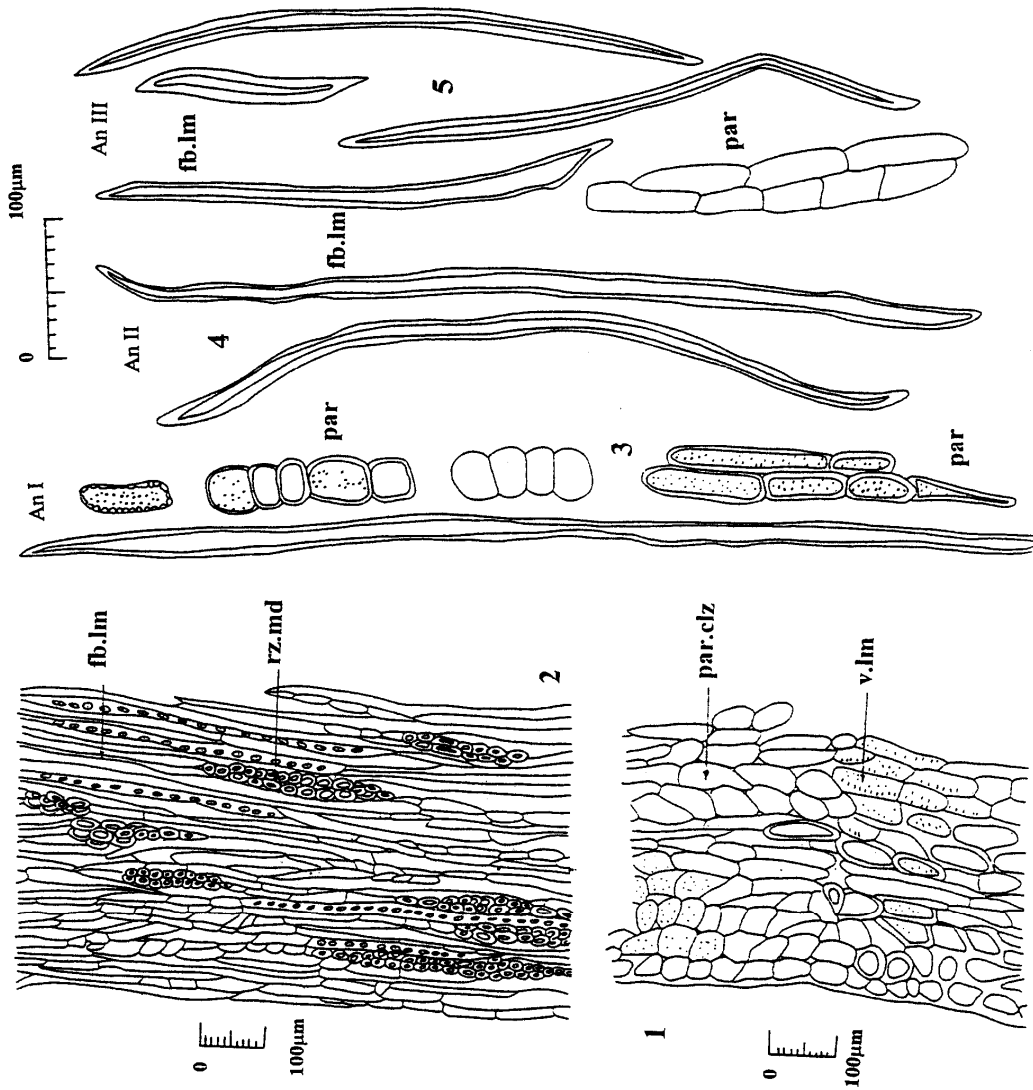 0
100µm
An I
An II
An III
par
fb.lm
fb.lm
par
par
3
4
5
fb.lm
rz.md
2
0
100µm
par.clz
v.lm
1
0
100µm